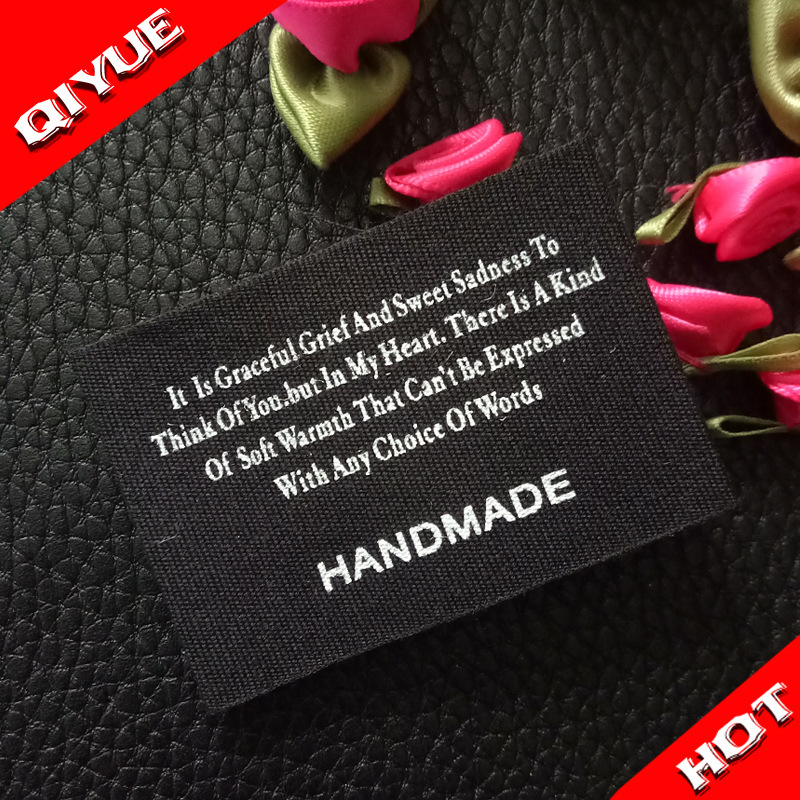 QIYUE
It Is Graceful Grief And Sweet Sadness To
Think Of You.but In My Heart. There Is A Kind
Of Soft Warmth That Can't Be Expressed
With Any Choice Of Words
HANDMADE
HOT